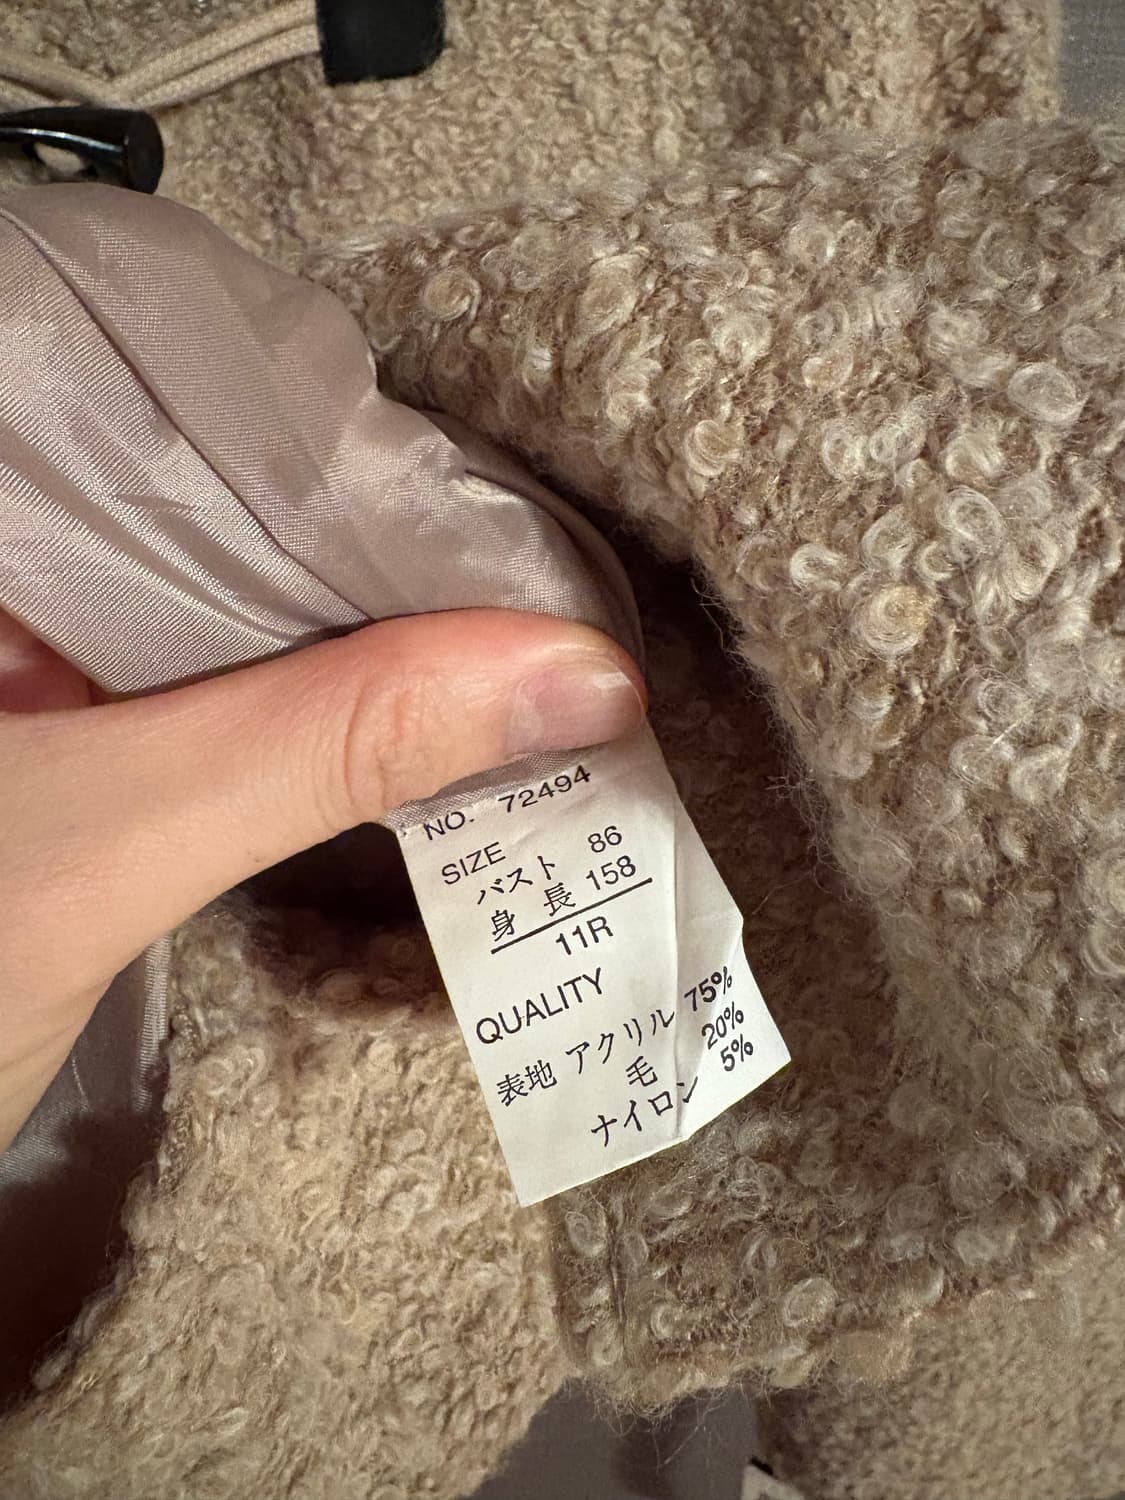 NO. 72494
SIZE
バスト 86
身長 158
11R
QUALITY
表地 アクリル 75%
毛 20%
ナイロン 5%